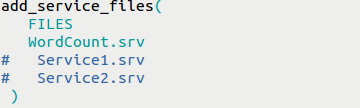 add_service_files(
   FILES
   WordCount.srv
#   Service1.srv
#   Service2.srv
 )